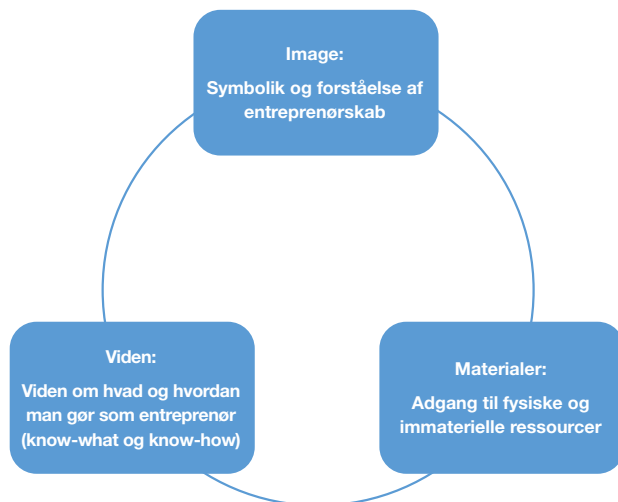 Image:
Symbolik og forståelse af
entreprenørskab
Viden:
Viden om hvad og hvordan
man gør som entreprenør
(know-what og know-how)
Materialer:
Adgang til fysiske og
immaterielle ressourcer